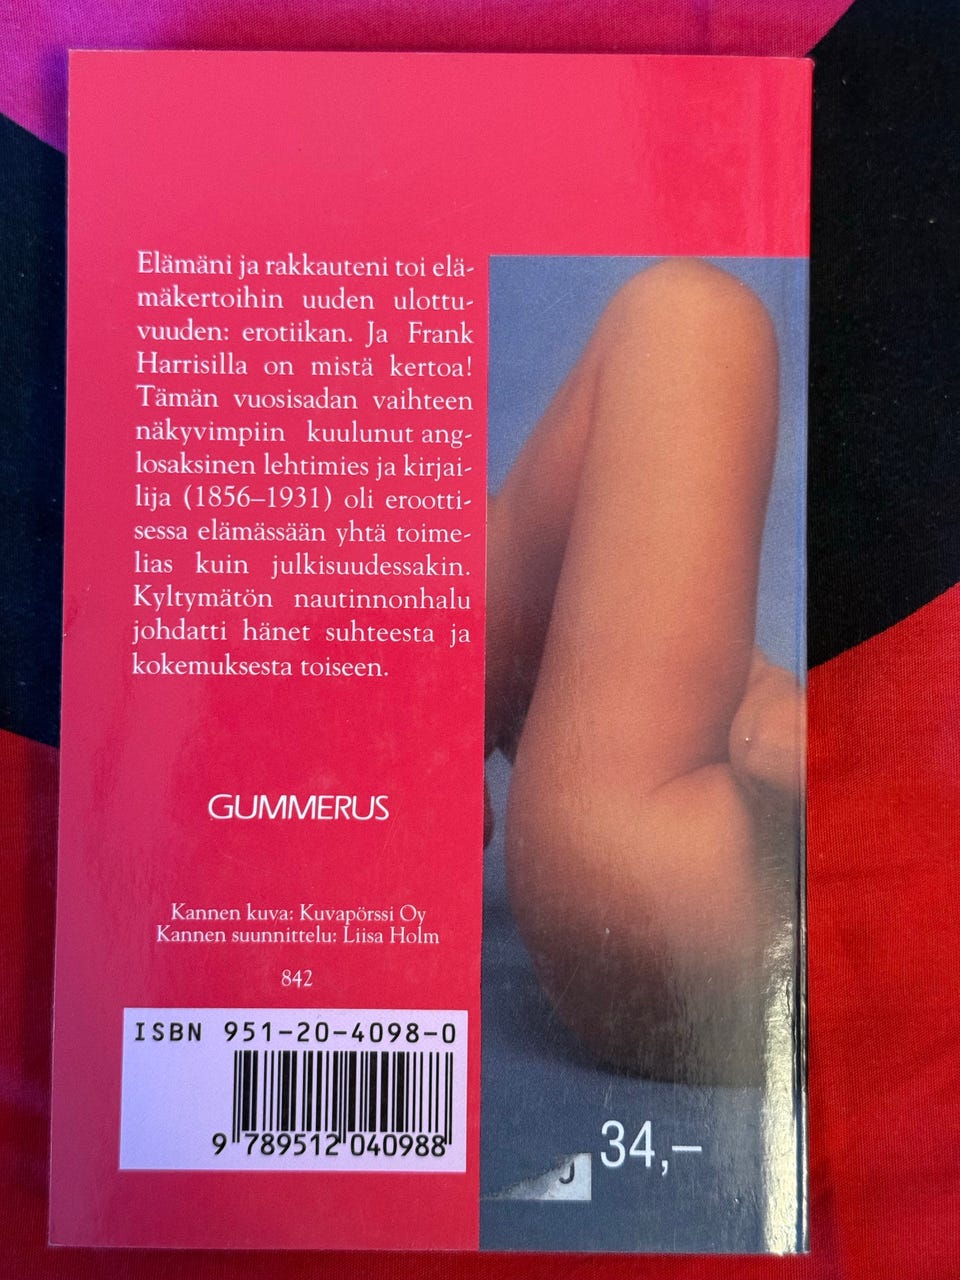 Elämäni ja rakkauteni toi elä-
mäkertoihin uuden ulottu-
vuuden: erotiikan. Ja Frank
Harrisilla on mistä kertoa!
Tämän vuosisadan vaihteen
näkyvimpiin kuulunut ang-
losaksinen lehtimies ja kirjai-
lija (1856–1931) oli erootti-
sessa elämässään yhtä toime-
lias kuin julkisuudessakin.
Kyltymätön nautinnonhalu
johdatti hänet suhteesta ja
kokemuksesta toiseen.
GUMMERUS
Kannen kuva: Kuvapörssi Oy
Kannen suunnittelu: Liisa Holm
842
ISBN 951-20-4098-0
9 789512 040988
34,–